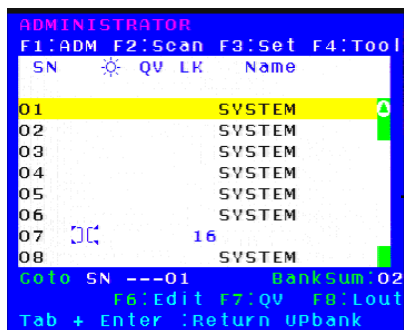 ADMINISTRATOR
F1:ADM F2:Scan F3:Set F4:Tool
SN QV LK Name
01 SYSTEM
02 SYSTEM
03 SYSTEM
04 SYSTEM
05 SYSTEM
06 SYSTEM
07 16
08 SYSTEM
Goto SN ---01 BankSum:02
F6:Edit F7:QV F8:Lout
Tab + Enter :Return UPbank